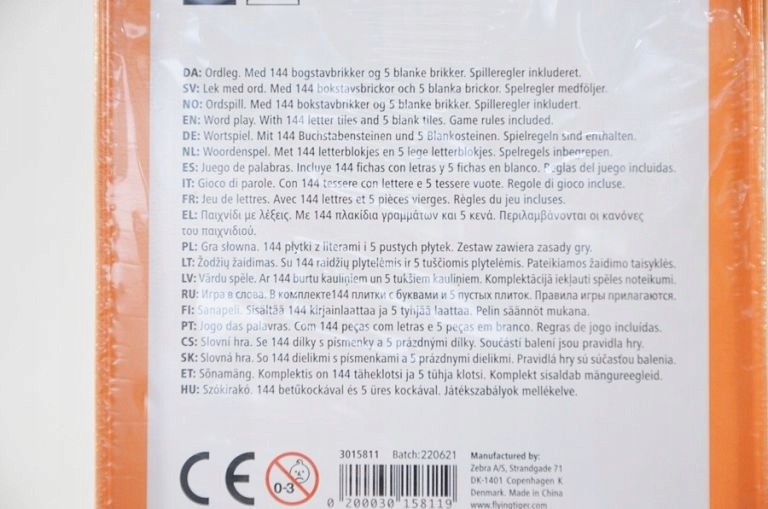 DA: Ordleg. Med 144 bogstavbrikker og 5 blanke brikker. Spilleregler inkluderet.
SV: Lek med ord. Med 144 bokstavsbrickor och 5 blanka brickor. Spelregler medföljer.
NO: Ordspill. Med 144 bokstavbrikker og 5 blanke brikker. Spilleregler inkludert.
EN: Word play. With 144 letter tiles and 5 blank tiles. Game rules included.
DE: Wortspiel. Mit 144 Buchstabensteinen und 5 Blankosteinen. Spielregeln sind enthalten.
NL: Woordenspel. Met 144 letterblokjes en 5 lege letterblokjes. Spelregels inbegrepen.
ES: Juego de palabras. Incluye 144 fichas con letras y 5 fichas en blanco. Reglas del juego incluidas.
IT: Gioco di parole. Con 144 tessere con lettere e 5 tessere vuote. Regole di gioco incluse.
FR: Jeu de lettres. Avec 144 lettres et 5 pièces vierges. Règles du jeu incluses.
EL: Παιχνίδι με λέξεις. Με 144 πλακίδια γραμμάτων και 5 κενά. Περιλαμβάνονται οι κανόνες
του παιχνιδιού.
PL: Gra słowna. 144 płytki z literami i 5 pustych płytek. Zestaw zawiera zasady gry.
LT: Žodžių žaidimas. Su 144 raidžių plytelėmis ir 5 tuščiomis plytelėmis. Pateikiamos žaidimo taisyklės.
LV: Vārdu spēle. Ar 144 burtu kauliņiem un 5 tukšiem kauliņiem. Komplektācijā iekļauti spēles noteikumi.
RU: Игра в слова. В комплекте144 плитки с буквами и 5 пустых плиток. Правила игры прилагаются.
FI: Sanapeli. Sisältää 144 kirjainlaattaa ja 5 tyhjää laattaa. Pelin säännöt mukana.
PT: Jogo das palavras. Com 144 peças com letras e 5 peças em branco. Regras de jogo incluídas.
CS: Slovní hra. Se 144 dílky s písmenky a 5 prázdnými dílky. Součástí balení jsou pravidla hry.
SK: Slovná hra. So 144 dielikmi s písmenkami a 5 prázdnymi dielikmi. Pravidlá hry sú súčasťou balenia.
ET: Sõnamäng. Komplektis on 144 täheklotsi ja 5 tühja klotsi. Komplekt sisaldab mängureegleid.
HU: Szókirakó. 144 betűkockával és 5 üres kockával. Játékszabályok mellékelve.
CE 0-3
3015811 Batch:220621
0 200030 158119
Manufactured by:
Zebra A/S, Strandgade 71
DK-1401 Copenhagen K
Denmark. Made in China
www.flyingtiger.com